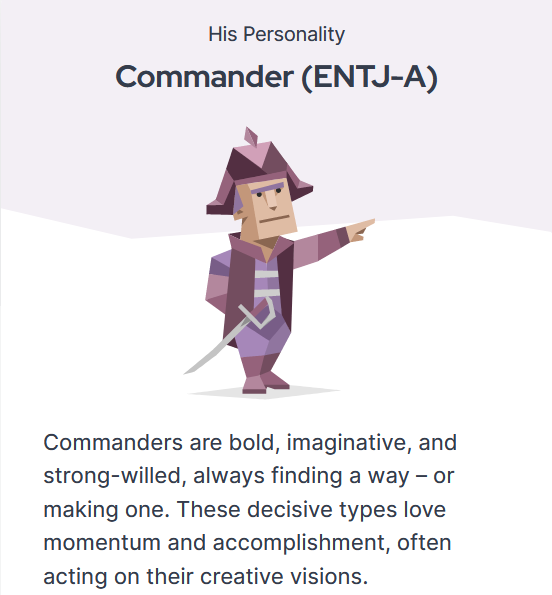 His Personality
Commander (ENTJ-A)
Commanders are bold, imaginative, and
strong-willed, always finding a way – or
making one. These decisive types love
momentum and accomplishment, often
acting on their creative visions.